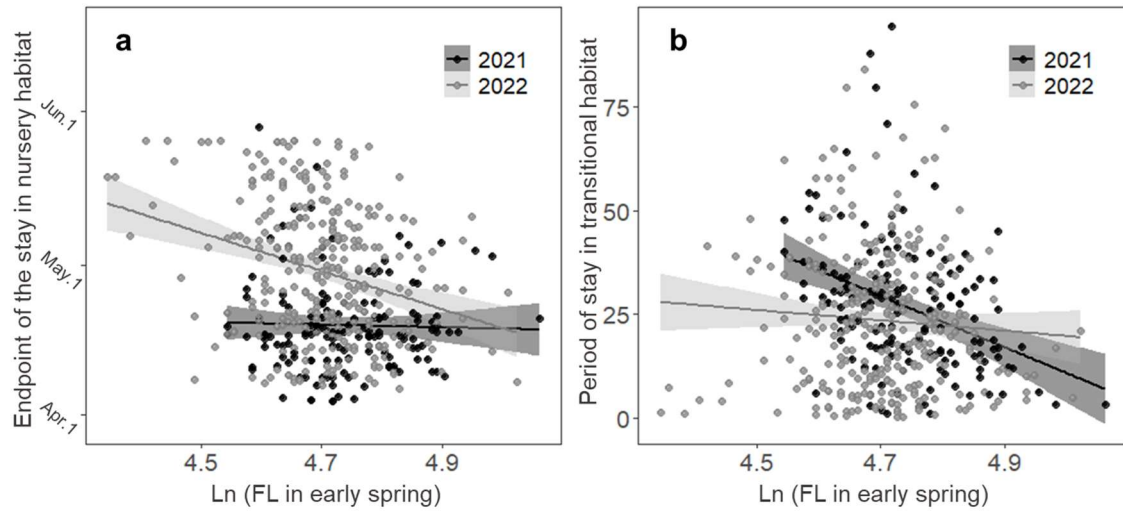 a
2021
2022
Endpoint of the stay in nursery habitat
Jun.1
May.1
Apr.1
4.5 4.7 4.9
Ln (FL in early spring)
b
2021
2022
Period of stay in transitional habitat
75
50
25
0
4.5 4.7 4.9
Ln (FL in early spring)